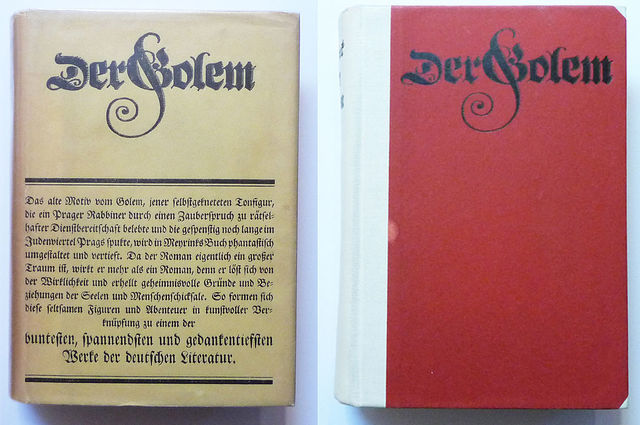 Der Golem
Das alte Motiv vom Golem, jener selbstgekneteten Tonfigur,
die ein Prager Rabbiner durch einen Zauberspruch zu rätsel-
hafter Dienstbereitschaft belebte und die gespenstig noch lange im
Judenviertel Prags spukte, wird in Meyrinks Buch phantastisch
umgestaltet und vertieft. Da der Roman eigentlich ein großer
Traum ist, wirkt er mehr als ein Roman, denn er löst sich von
der Wirklichkeit und erhellt geheimnisvolle Gründe und Be-
ziehungen der Seelen und Menschenschicksale. So formen sich
diese seltsamen Figuren und Abenteuer in kunstvoller Ver-
knüpfung zu einem der
buntesten, spannendsten und gedankentiefsten
Werke der deutschen Literatur.
Der Golem